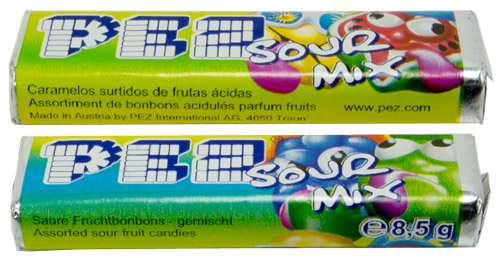 PEZ
SOUR
MIX
Caramelos surtidos de frutas ácidas
Assortiment de bonbons acidulés parfum fruits
www.pez.com
Made in Austria by PEZ International AG, 4050 Traun
PEZ
SOUR
MIX
Saure Fruchtbonbons - gemischt
Assorted sour fruit candies
e 8,5 g